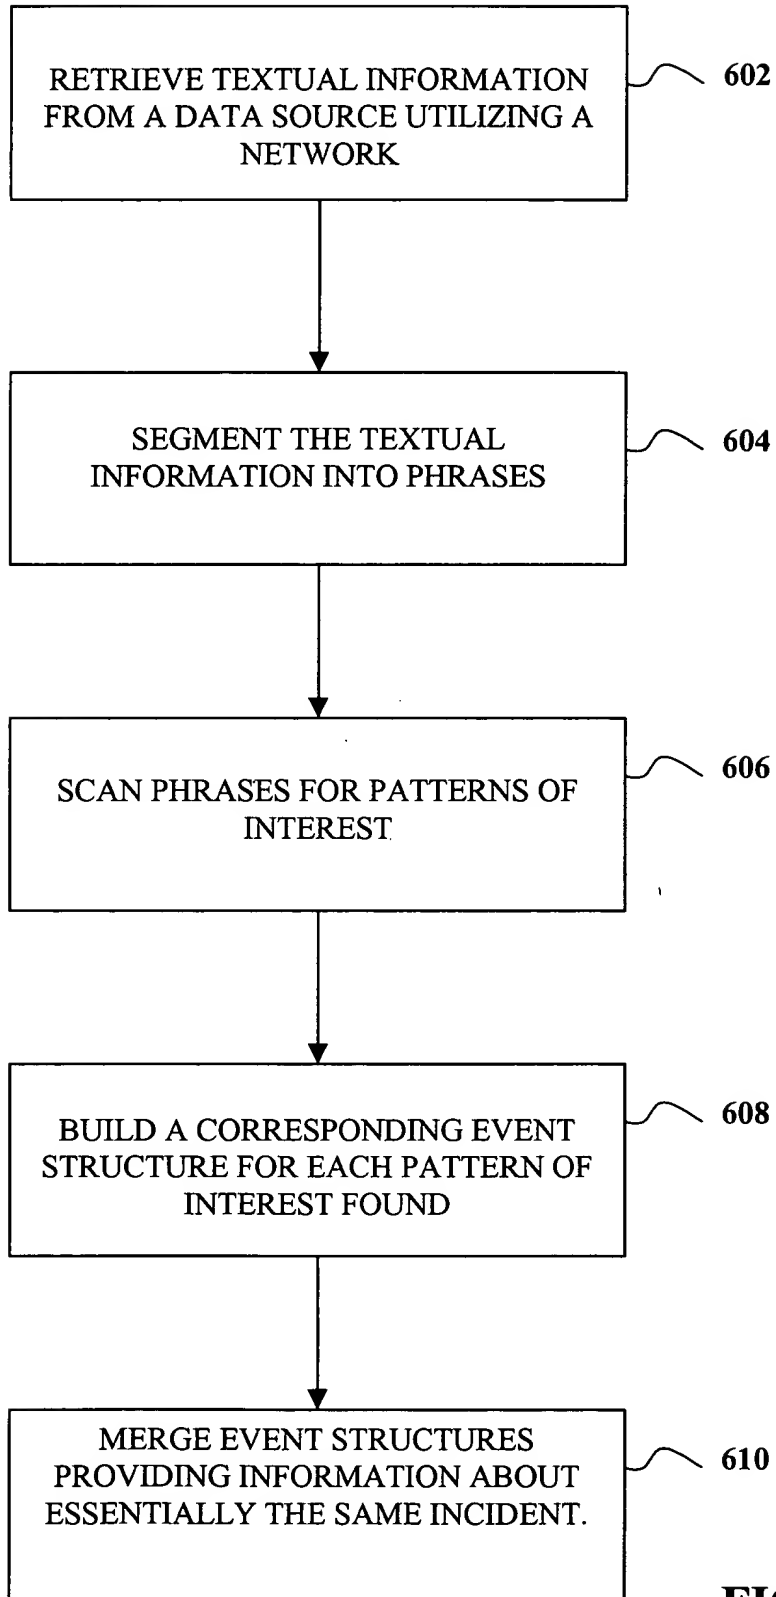 RETRIEVE TEXTUAL INFORMATION
FROM A DATA SOURCE UTILIZING A
NETWORK
602
SEGMENT THE TEXTUAL
INFORMATION INTO PHRASES
604
SCAN PHRASES FOR PATTERNS OF
INTEREST
606
BUILD A CORRESPONDING EVENT
STRUCTURE FOR EACH PATTERN OF
INTEREST FOUND
608
MERGE EVENT STRUCTURES
PROVIDING INFORMATION ABOUT
ESSENTIALLY THE SAME INCIDENT.
610